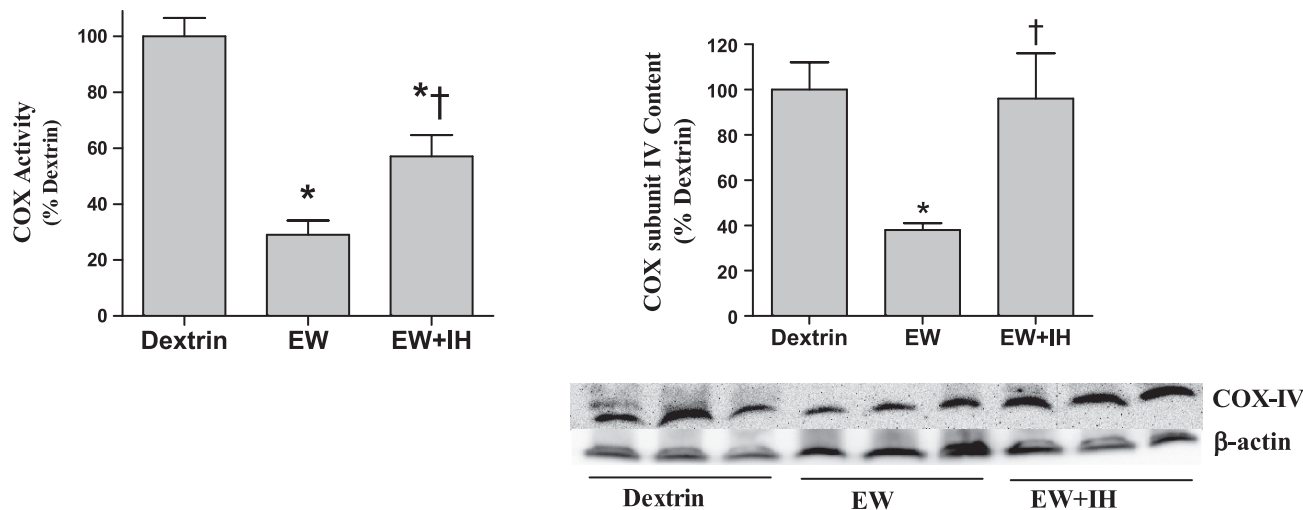 COX Activity
(% Dextrin)
100
80
60
40
20
0
*
*†
Dextrin EW EW+IH
COX subunit IV Content
(% Dextrin)
120
100
80
60
40
20
0
*
†
Dextrin EW EW+IH
COX-IV
β-actin
Dextrin EW EW+IH